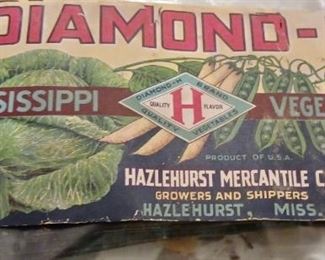 DIAMOND-
SISSIPPI
VEGE
DIAMOND-H BRAND
QUALITY
H
FLAVOR
QUALITY VEGETABLES
PRODUCT OF U.S.A.
HAZLEHURST MERCANTILE C
GROWERS AND SHIPPERS
HAZLEHURST, MISS.